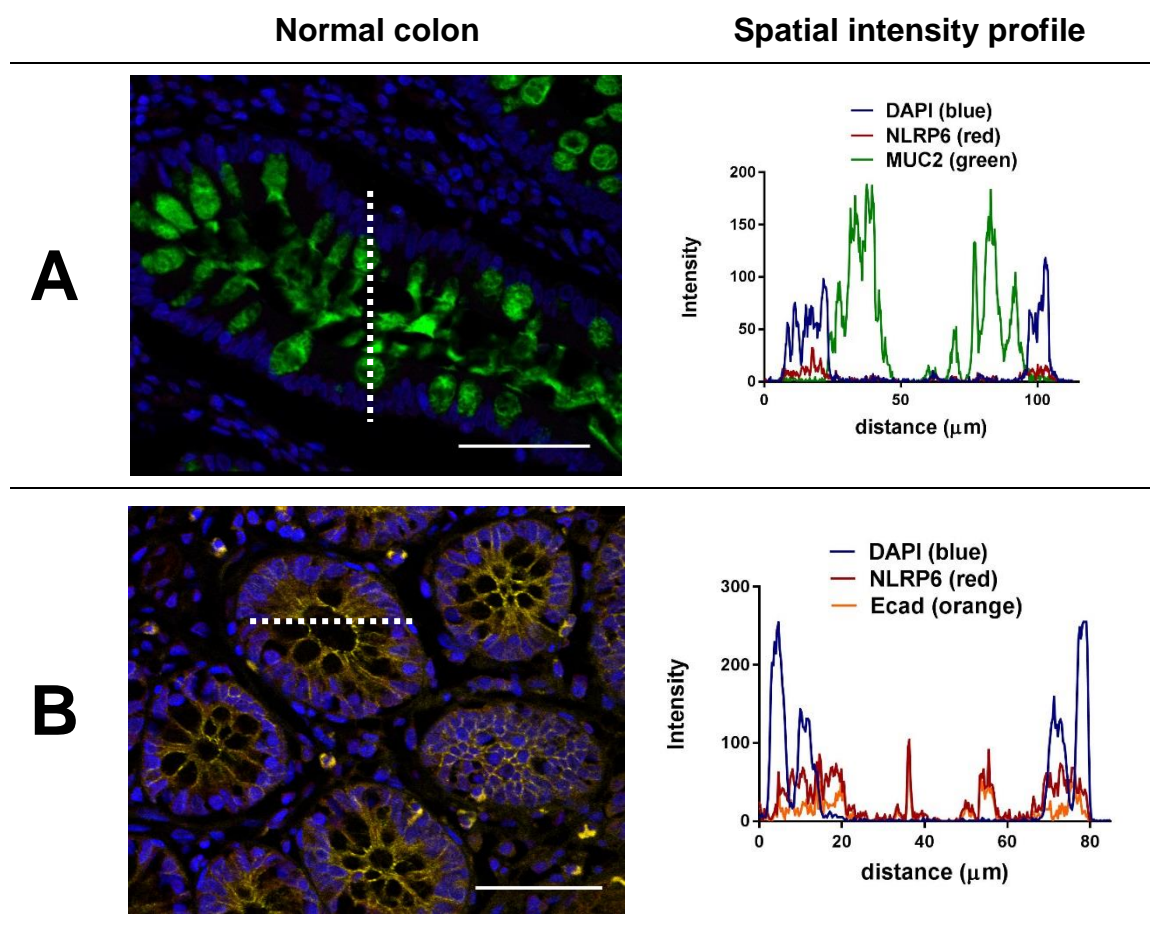 Normal colon
Spatial intensity profile
A
DAPI (blue)
NLRP6 (red)
MUC2 (green)
200
150
100
50
0
Intensity
0 50 100
distance (μm)
B
DAPI (blue)
NLRP6 (red)
Ecad (orange)
300
200
100
0
Intensity
0 20 40 60 80
distance (μm)